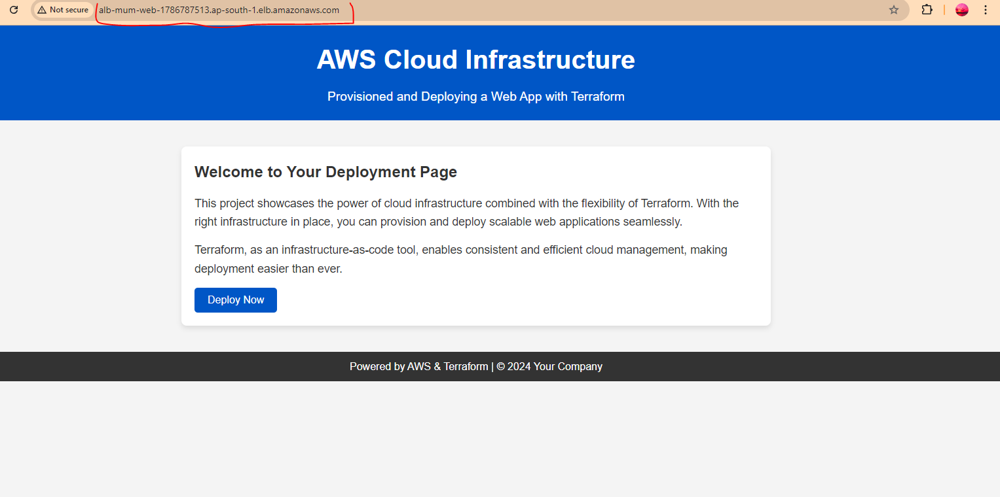 Not secure alb-mum-web-1786787513.ap-south-1.elb.amazonaws.com
AWS Cloud Infrastructure
Provisioned and Deploying a Web App with Terraform
Welcome to Your Deployment Page
This project showcases the power of cloud infrastructure combined with the flexibility of Terraform. With the
right infrastructure in place, you can provision and deploy scalable web applications seamlessly.
Terraform, as an infrastructure-as-code tool, enables consistent and efficient cloud management, making
deployment easier than ever.
Deploy Now
Powered by AWS & Terraform | © 2024 Your Company